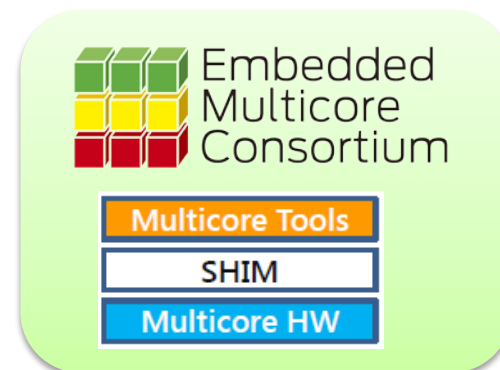 Embedded
Multicore
Consortium
Multicore Tools
SHIM
Multicore HW